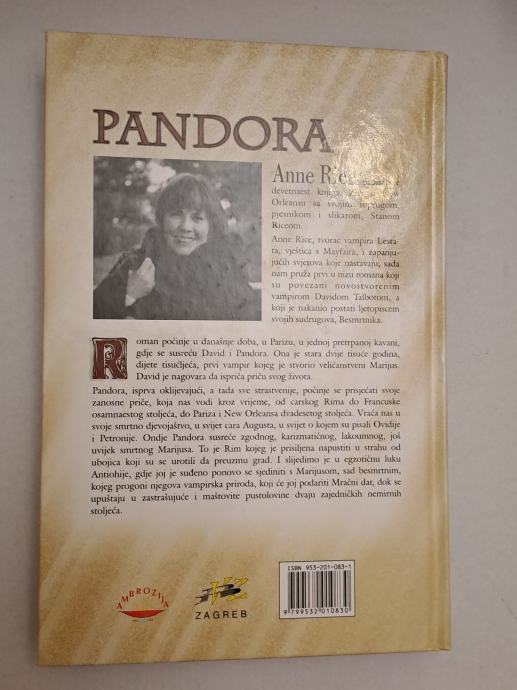 PANDORA
Anne Rice
devetnaest knjiga. Orleansu sa svojim suprugom,
pjesnikom i slikarom, Stanom
Riceom.
Anne Rice, tvorac vampira Lesta-
ta, vještica s Mayfaira, i zapanju-
jućih svjetova koje nastavaju, sada
nam pruža prvi u nizu romana koji
su povezani novostvorenim
vampirom Davidom Talbotom, a
koji je nakanio postati ljetopiscem
svojih sudrugova, Besmrtnika.
Roman počinje u današnje doba, u Parizu, u jednoj pretrpanoj kavani,
gdje se susreću David i Pandora. Ona je stara dvije tisuće godina,
dijete tisućljeća, prvi vampir kojeg je stvorio veličanstveni Marijus.
David je nagovara da ispriča priču svog života.
Pandora, isprva oklijevajući, a tada sve strastvenije, počinje se prisjećati svoje
zanosne priče, koja nas vodi kroz vrijeme, od carskog Rima do Francuske
osamnaestog stoljeća, do Pariza i New Orleansa dvadesetog stoljeća. Vraća nas u
svoje smrtno djevojaštvo, u svijet cara Augusta, u svijet o kojem su pisali Ovidije
i Petronije. Ondje Pandora susreće zgodnog, karizmatičnog, lakoumnog, još
uvijek smrtnog Marijusa. To je Rim kojeg je prisiljena napustiti u strahu od
ubojica koji su se urotili da preuzmu grad. I slijedimo je u egzotičnu luku
Antiohije, gdje joj je suđeno ponovo se sjediniti s Marijusom, sad besmrtnim,
kojeg progoni njegova vampirska priroda, koji će joj podariti Mračni dar, dok se
upuštaju u zastrašujuće i maštovite pustolovine dvaju zajedničkih nemirnih
stoljeća.
AMBROZIJA
VZ
ZAGREB
ISBN 953-201-083-1
9 799532 010830